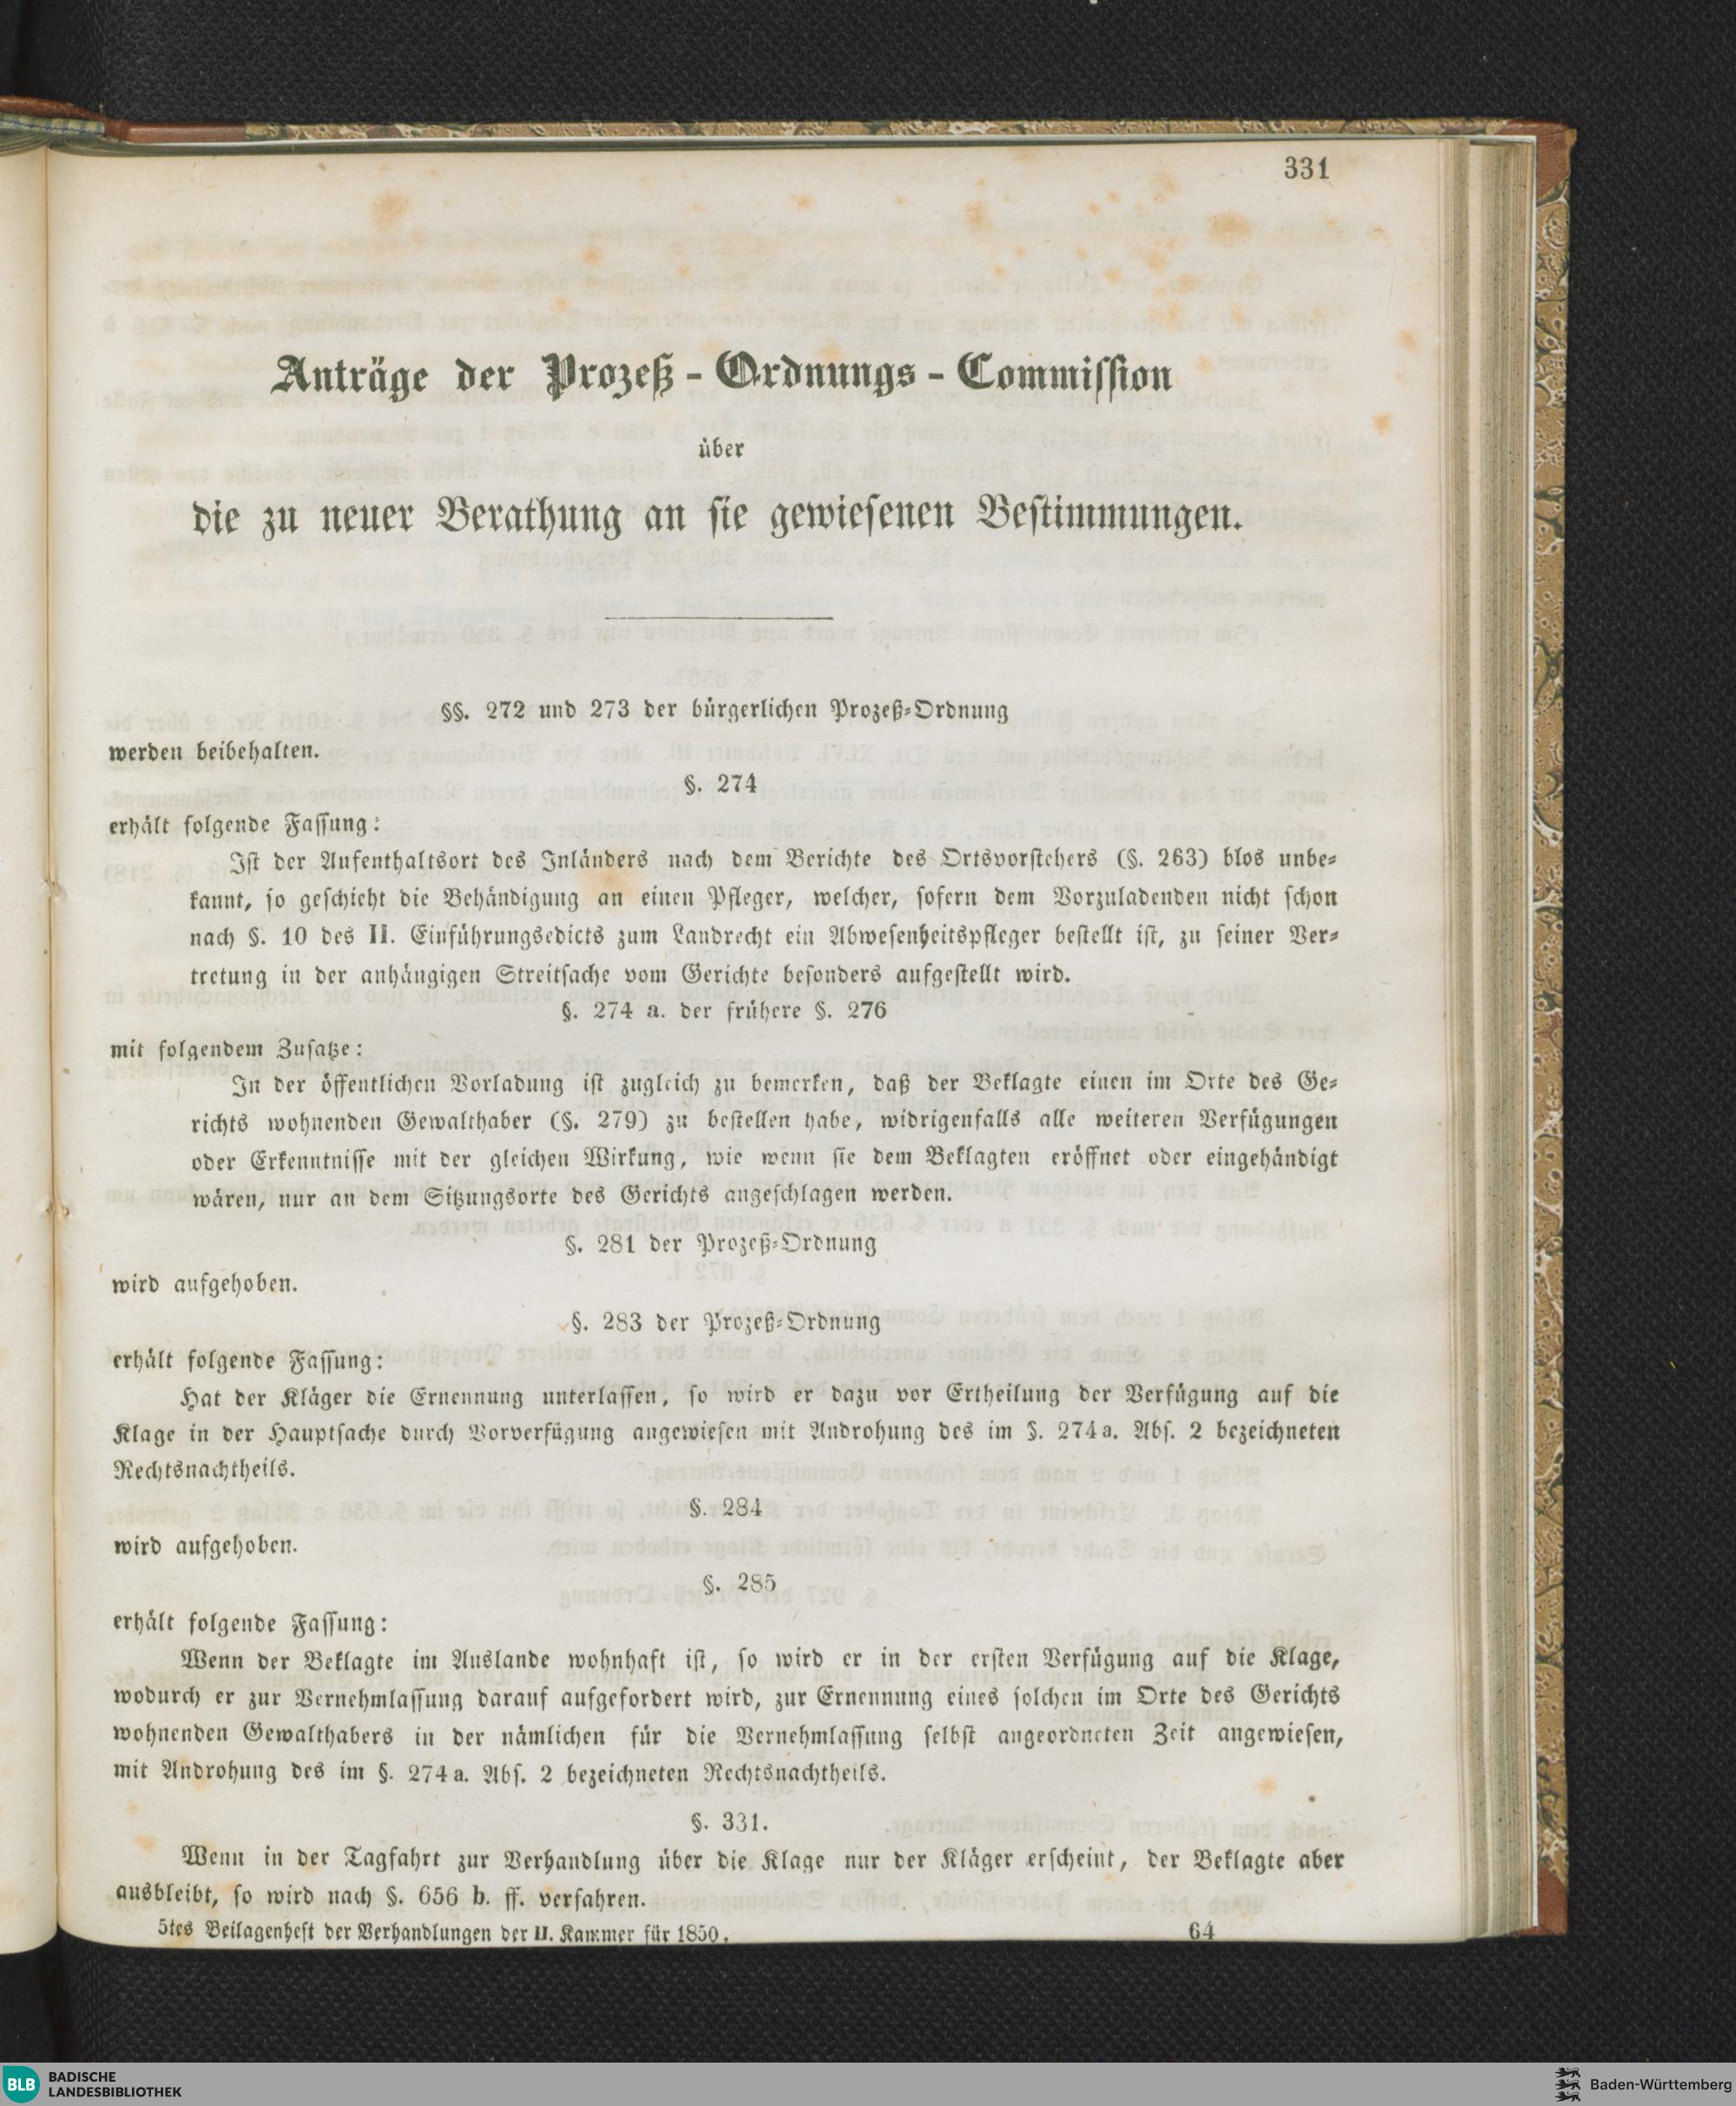 331
Anträge der Prozeß-Ordnungs-Commission
über
die zu neuer Berathung an sie gewiesenen Bestimmungen.
§§. 272 und 273 der bürgerlichen Prozeß-Ordnung
werden beibehalten.
§. 274
erhält folgende Fassung:
Ist der Aufenthaltsort des Inländers nach dem Berichte des Ortsvorstehers (§. 263) blos unbe-
kannt, so geschieht die Behändigung an einen Pfleger, welcher, sofern dem Vorzuladenden nicht schon
nach §. 10 des II. Einführungsedicts zum Landrecht ein Abwesenheitspfleger bestellt ist, zu seiner Ver-
tretung in der anhängigen Streitsache vom Gerichte besonders aufgestellt wird.
§. 274 a. der frühere §. 276
mit folgendem Zusatze:
In der öffentlichen Vorladung ist zugleich zu bemerken, daß der Beklagte einen im Orte des Ge-
richts wohnenden Gewalthaber (§. 279) zu bestellen habe, widrigenfalls alle weiteren Verfügungen
oder Erkenntnisse mit der gleichen Wirkung, wie wenn sie dem Beklagten eröffnet oder eingehändigt
wären, nur an dem Sitzungsorte des Gerichts angeschlagen werden.
§. 281 der Prozeß-Ordnung
wird aufgehoben.
§. 283 der Prozeß-Ordnung
erhält folgende Fassung:
Hat der Kläger die Ernennung unterlassen, so wird er dazu vor Ertheilung der Verfügung auf die
Klage in der Hauptsache durch Vorverfügung angewiesen mit Androhung des im §. 274 a. Abs. 2 bezeichneten
Rechtsnachtheils.
§. 284
wird aufgehoben.
§. 285
erhält folgende Fassung:
Wenn der Beklagte im Auslande wohnhaft ist, so wird er in der ersten Verfügung auf die Klage,
wodurch er zur Vernehmlassung darauf aufgefordert wird, zur Ernennung eines solchen im Orte des Gerichts
wohnenden Gewalthabers in der nämlichen für die Vernehmlassung selbst angeordneten Zeit angewiesen,
mit Androhung des im §. 274 a. Abs. 2 bezeichneten Rechtsnachtheils.
§. 331.
Wenn in der Tagfahrt zur Verhandlung über die Klage nur der Kläger erscheint, der Beklagte aber
ausbleibt, so wird nach §. 656 b. ff. verfahren.
5tes Beilagenheft der Verhandlungen der II. Kammer für 1850. 64
BLB BADISCHE
LANDESBIBLIOTHEK
Baden-Württemberg